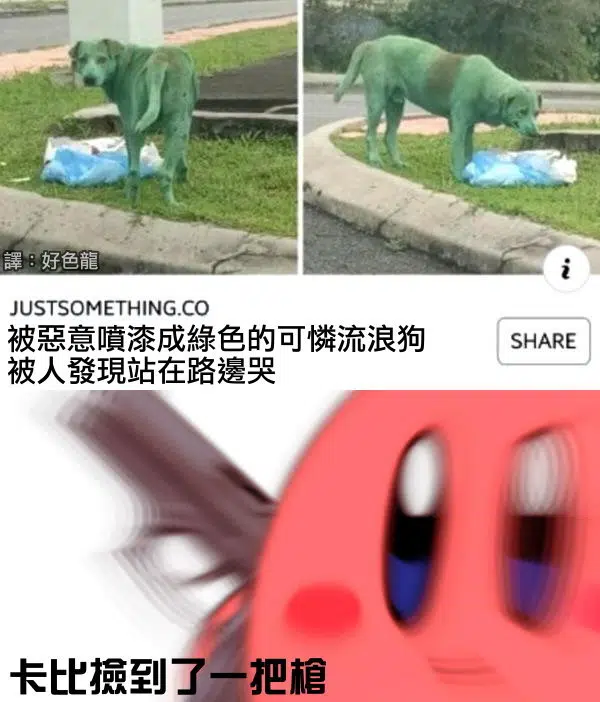 譯：好色龍
i
JUSTSOMETHING.CO
被惡意噴漆成綠色的可憐流浪狗
被人發現站在路邊哭
SHARE
卡比撿到了一把槍